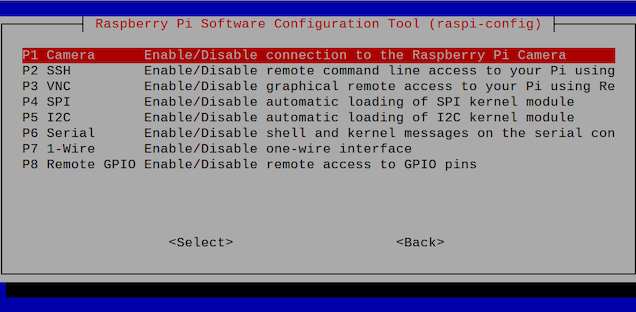 Raspberry Pi Software Configuration Tool (raspi-config)
P1 Camera Enable/Disable connection to the Raspberry Pi Camera
P2 SSH Enable/Disable remote command line access to your Pi using
P3 VNC Enable/Disable graphical remote access to your Pi using Re
P4 SPI Enable/Disable automatic loading of SPI kernel module
P5 I2C Enable/Disable automatic loading of I2C kernel module
P6 Serial Enable/Disable shell and kernel messages on the serial con
P7 1-Wire Enable/Disable one-wire interface
P8 Remote GPIO Enable/Disable remote access to GPIO pins
<Select> <Back>